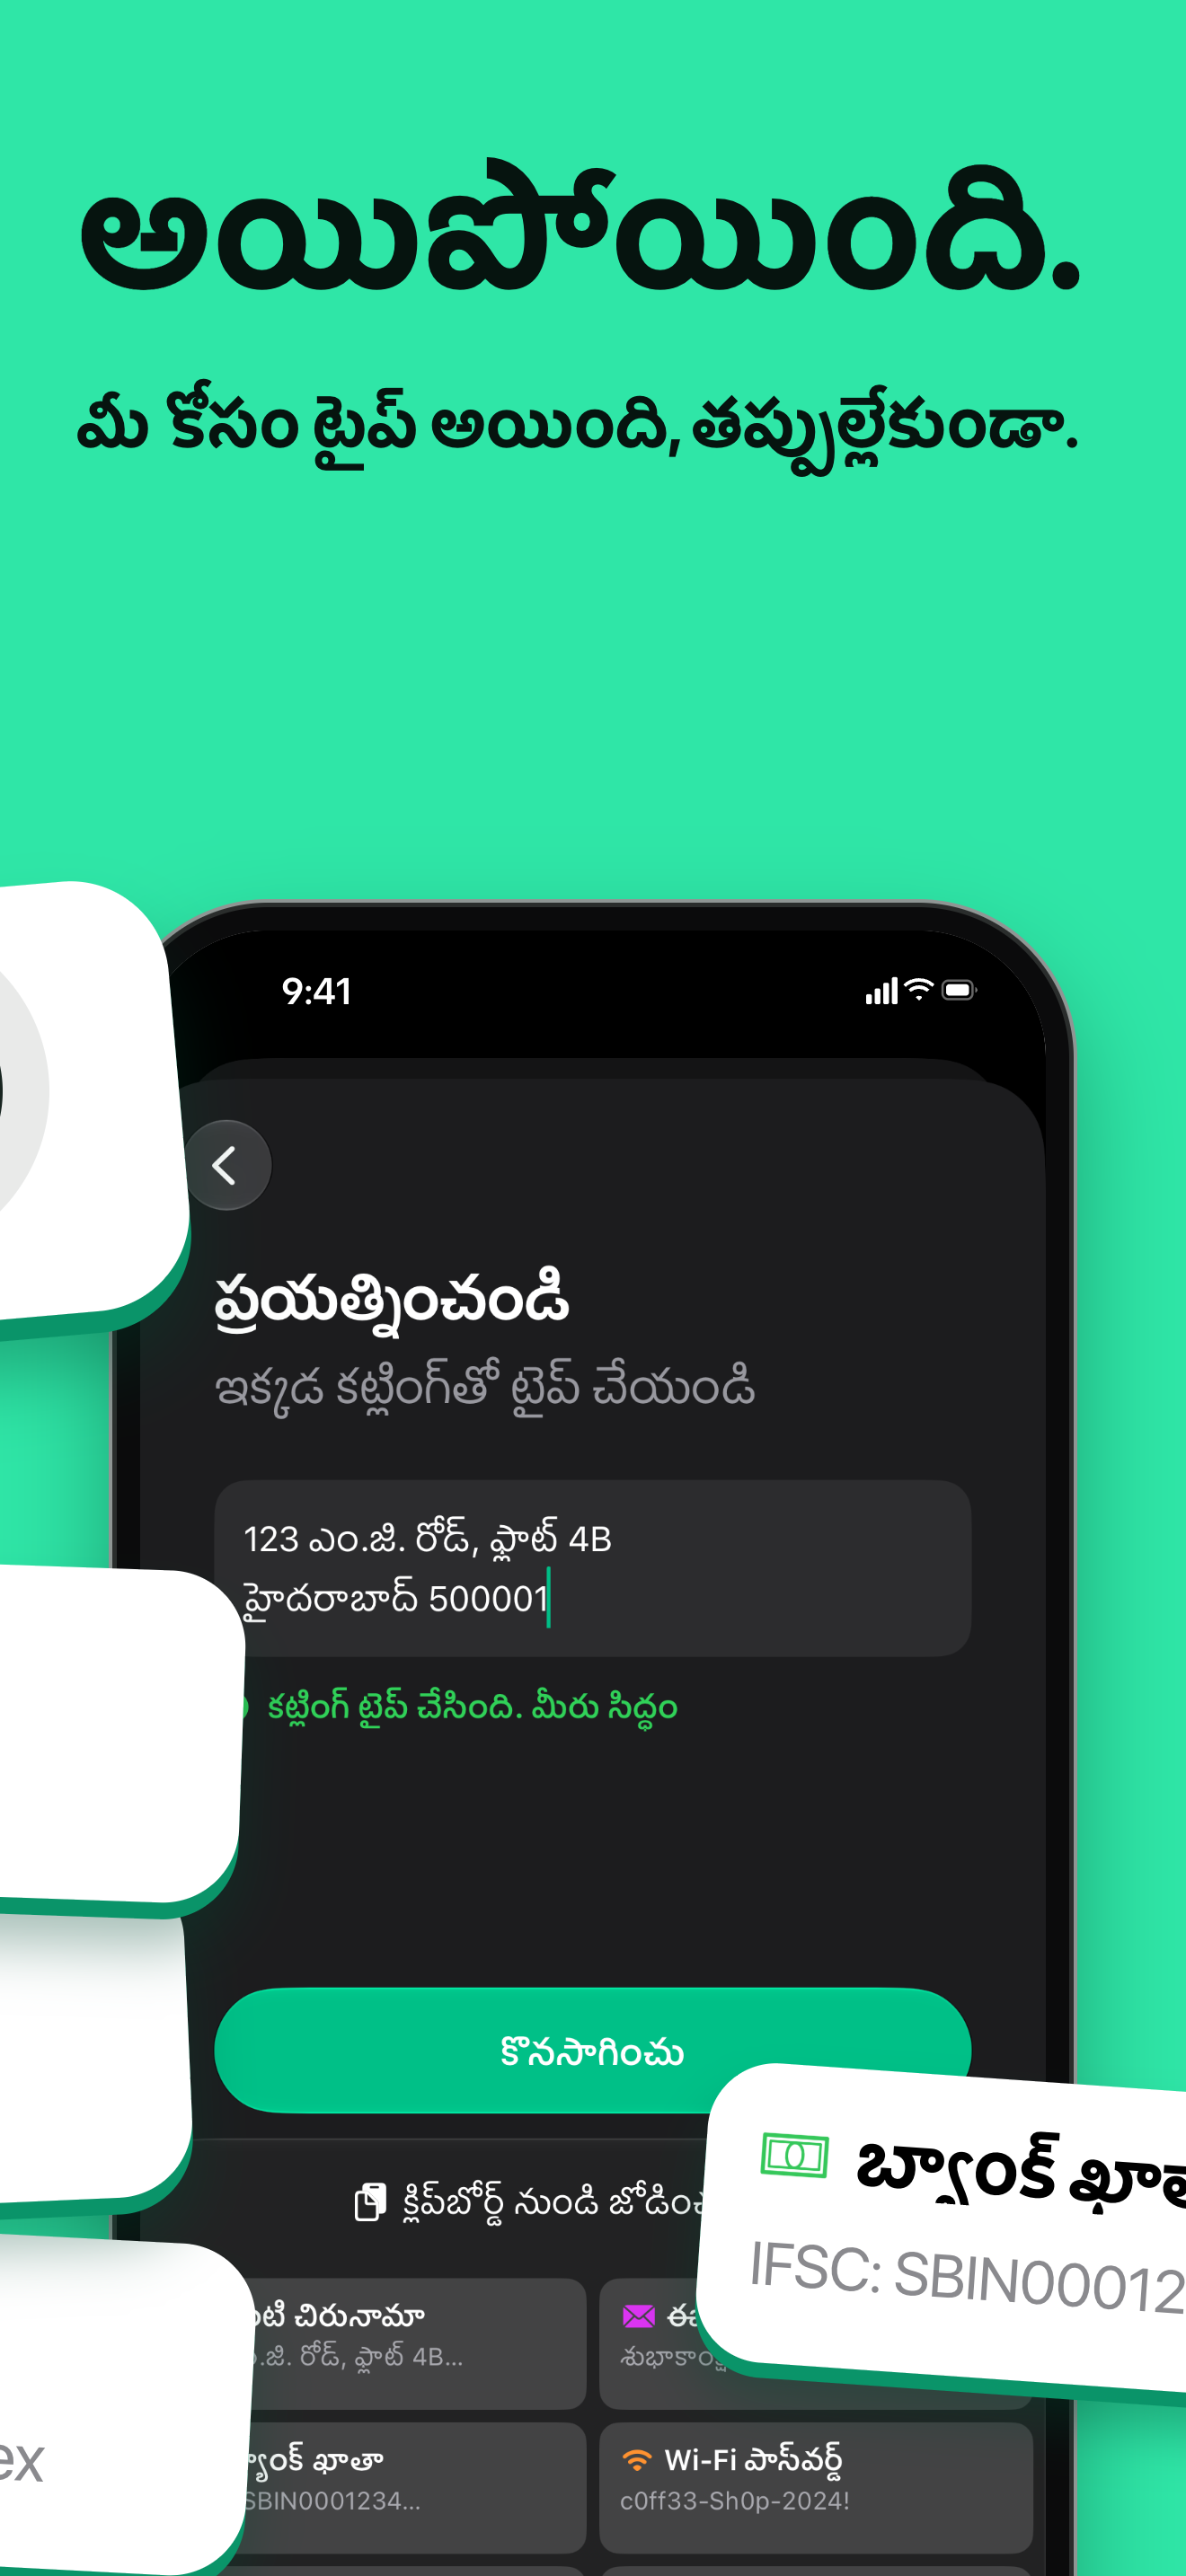 అయిపోయింది.
మీ కోసం టైప్ అయింది, తప్పుల్లేకుండా.
9:41
ప్రయత్నించండి
ఇక్కడ కట్లింగ్‌తో టైప్ చేయండి
123 ఎం.జి. రోడ్, ఫ్లాట్ 4B
హైదరాబాద్ 500001
కట్లింగ్ టైప్ చేసింది. మీరు సిద్ధం
కొనసాగించు
బ్యాంక్ ఖాతా
IFSC: SBIN00012
క్లిప్‌బోర్డ్ నుండి
చిరునామా
రోడ్, ఫ్లాట్ 4B...
ex
ఖాతా
SBIN0001234...
Wi-Fi పాస్‌వర్డ్
c0ff33-Sh0p-2024!